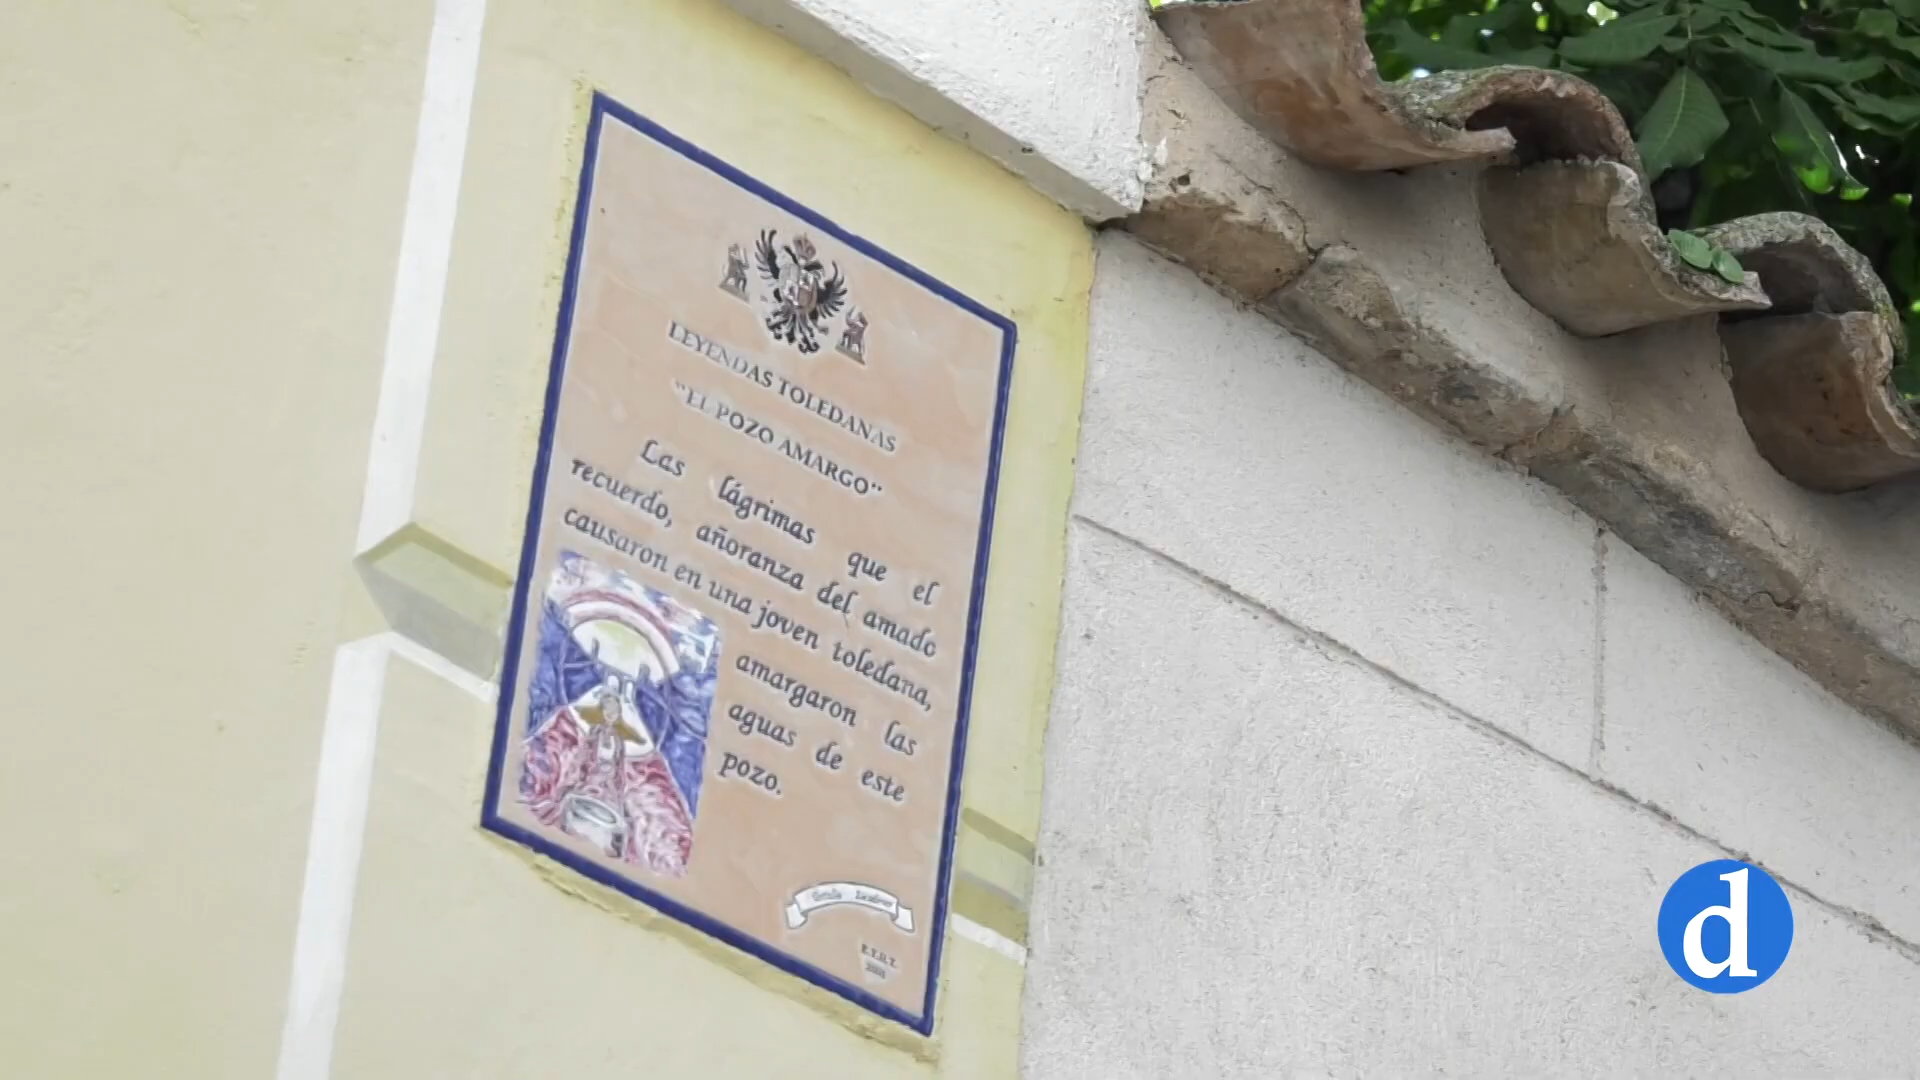 LEYENDAS TOLEDANAS
"EL POZO AMARGO"
Las lágrimas que el
recuerdo, añoranza del amado
causaron en una joven toledana,
amargaron las
aguas de este
pozo.
d